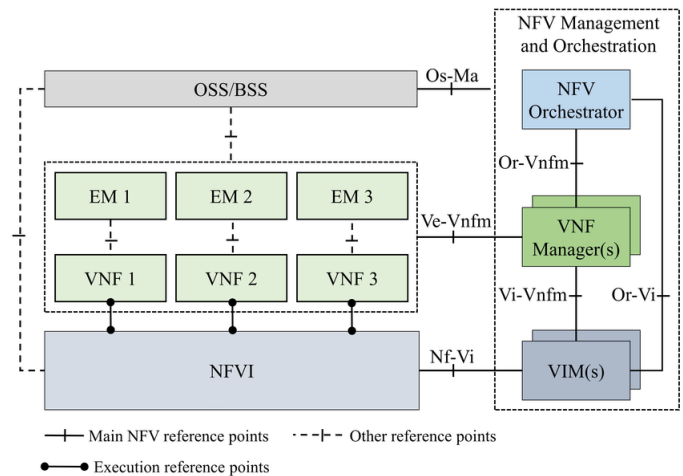 NFV Management
and Orchestration
Os-Ma
OSS/BSS
NFV
Orchestrator
Or-Vnfm
EM 1
EM 2
EM 3
Ve-Vnfm
VNF
Manager(s)
VNF 1
VNF 2
VNF 3
Vi-Vnfm
Or-Vi
NFVI
Nf-Vi
VIM(s)
Main NFV reference points
Other reference points
Execution reference points